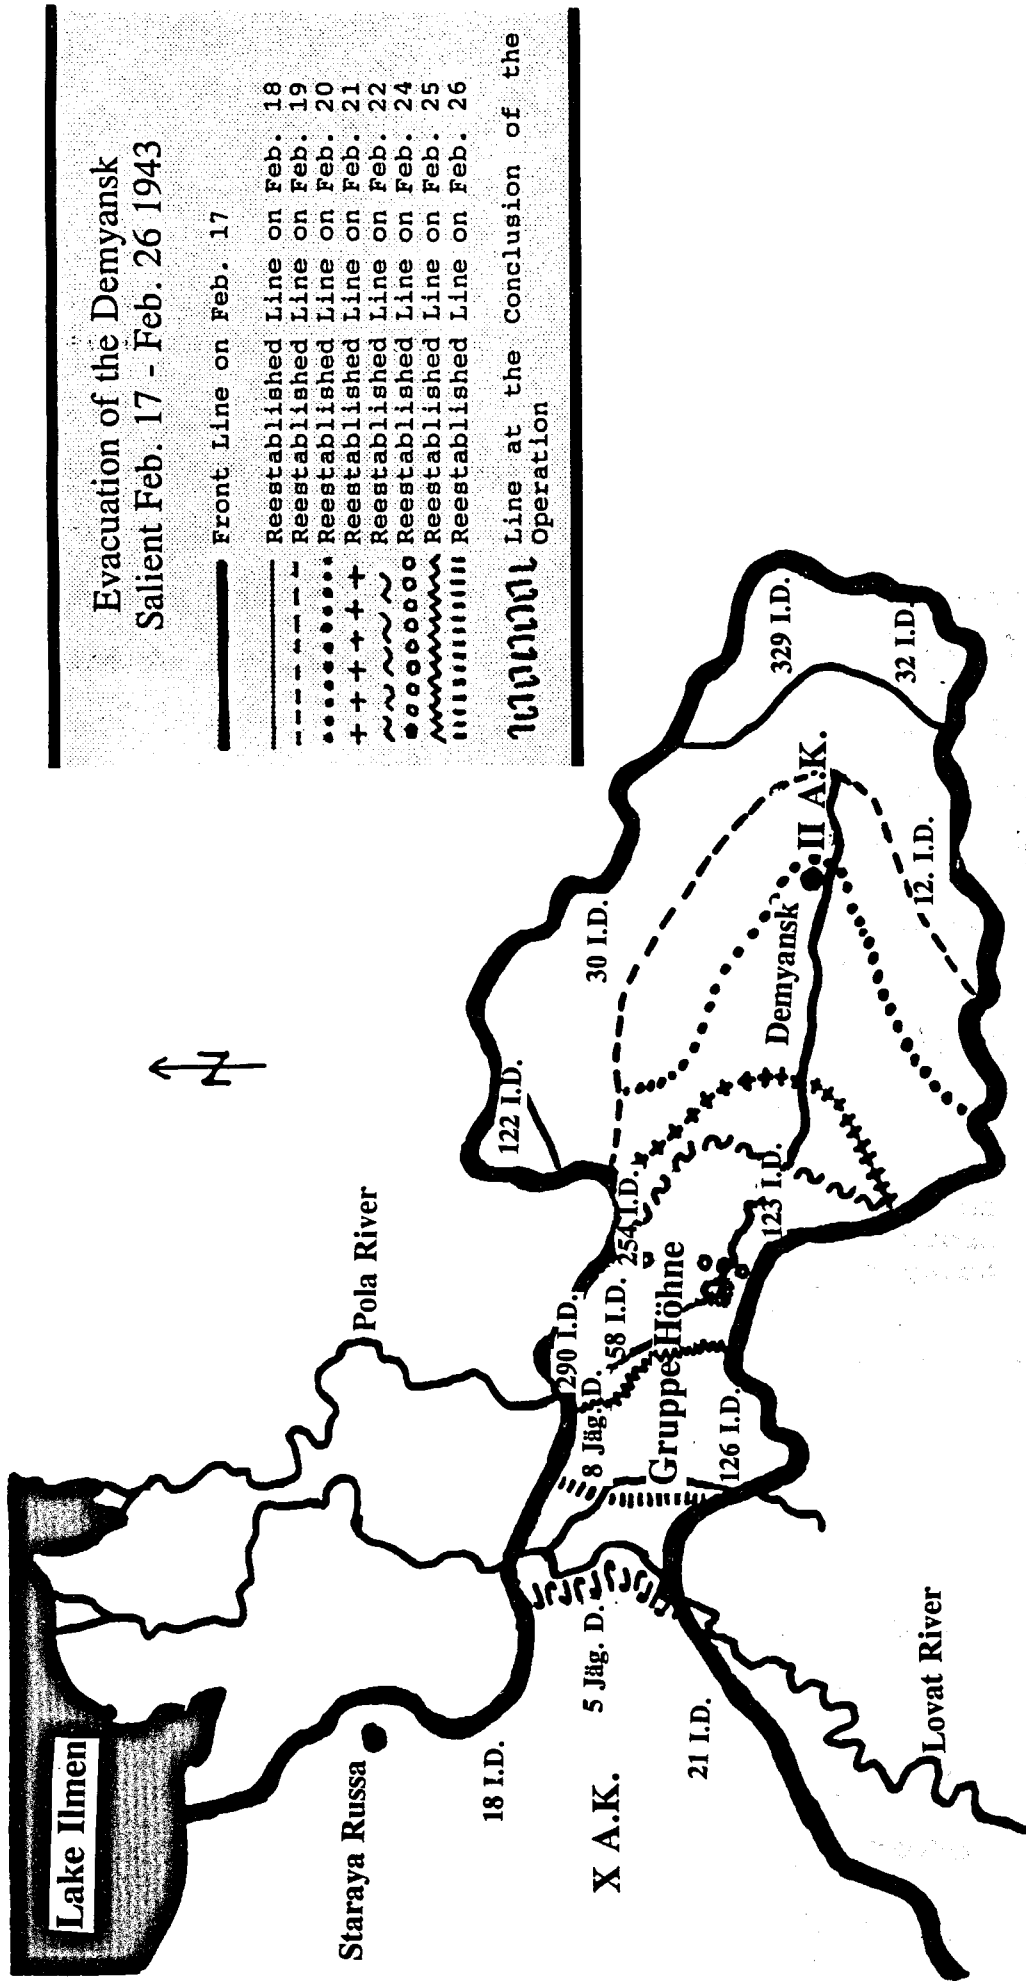 Evacuation of the Demyansk
Salient Feb. 17 - Feb. 26 1943
Front Line on Feb. 17
Reestablished Line on Feb. 18
Reestablished Line on Feb. 19
Reestablished Line on Feb. 20
Reestablished Line on Feb. 21
Reestablished Line on Feb. 22
Reestablished Line on Feb. 24
Reestablished Line on Feb. 25
Reestablished Line on Feb. 26
Line at the Conclusion of the
Operation
Lake Ilmen
N
Pola River
Staraya Russa
122 I.D.
30 I.D.
329 I.D.
18 I.D.
290 I.D.
254 I.D.
8 Jäg. D.
58 I.D.
5 Jäg. D.
X A.K.
Gruppe Höhne
21 I.D.
126 I.D.
123 I.D.
Demyansk
II A.K.
32 I.D.
12. I.D.
Lovat River